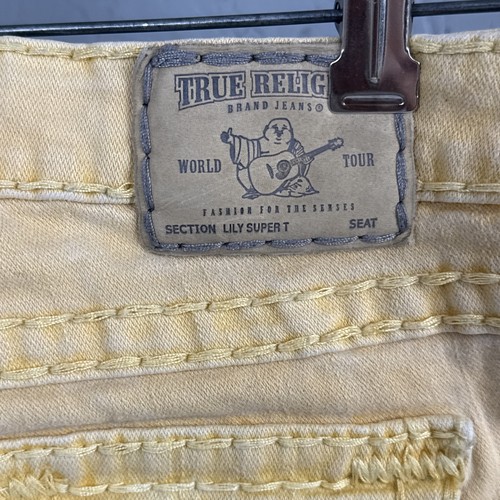 TRUE RELIG
BRAND JEANS®
WORLD TOUR
FASHION FOR THE SENSES
SECTION LILY SUPER T SEAT